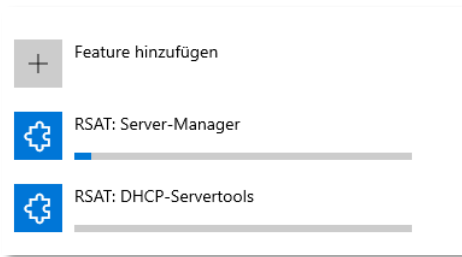 Feature hinzufügen
RSAT: Server-Manager
RSAT: DHCP-Servertools